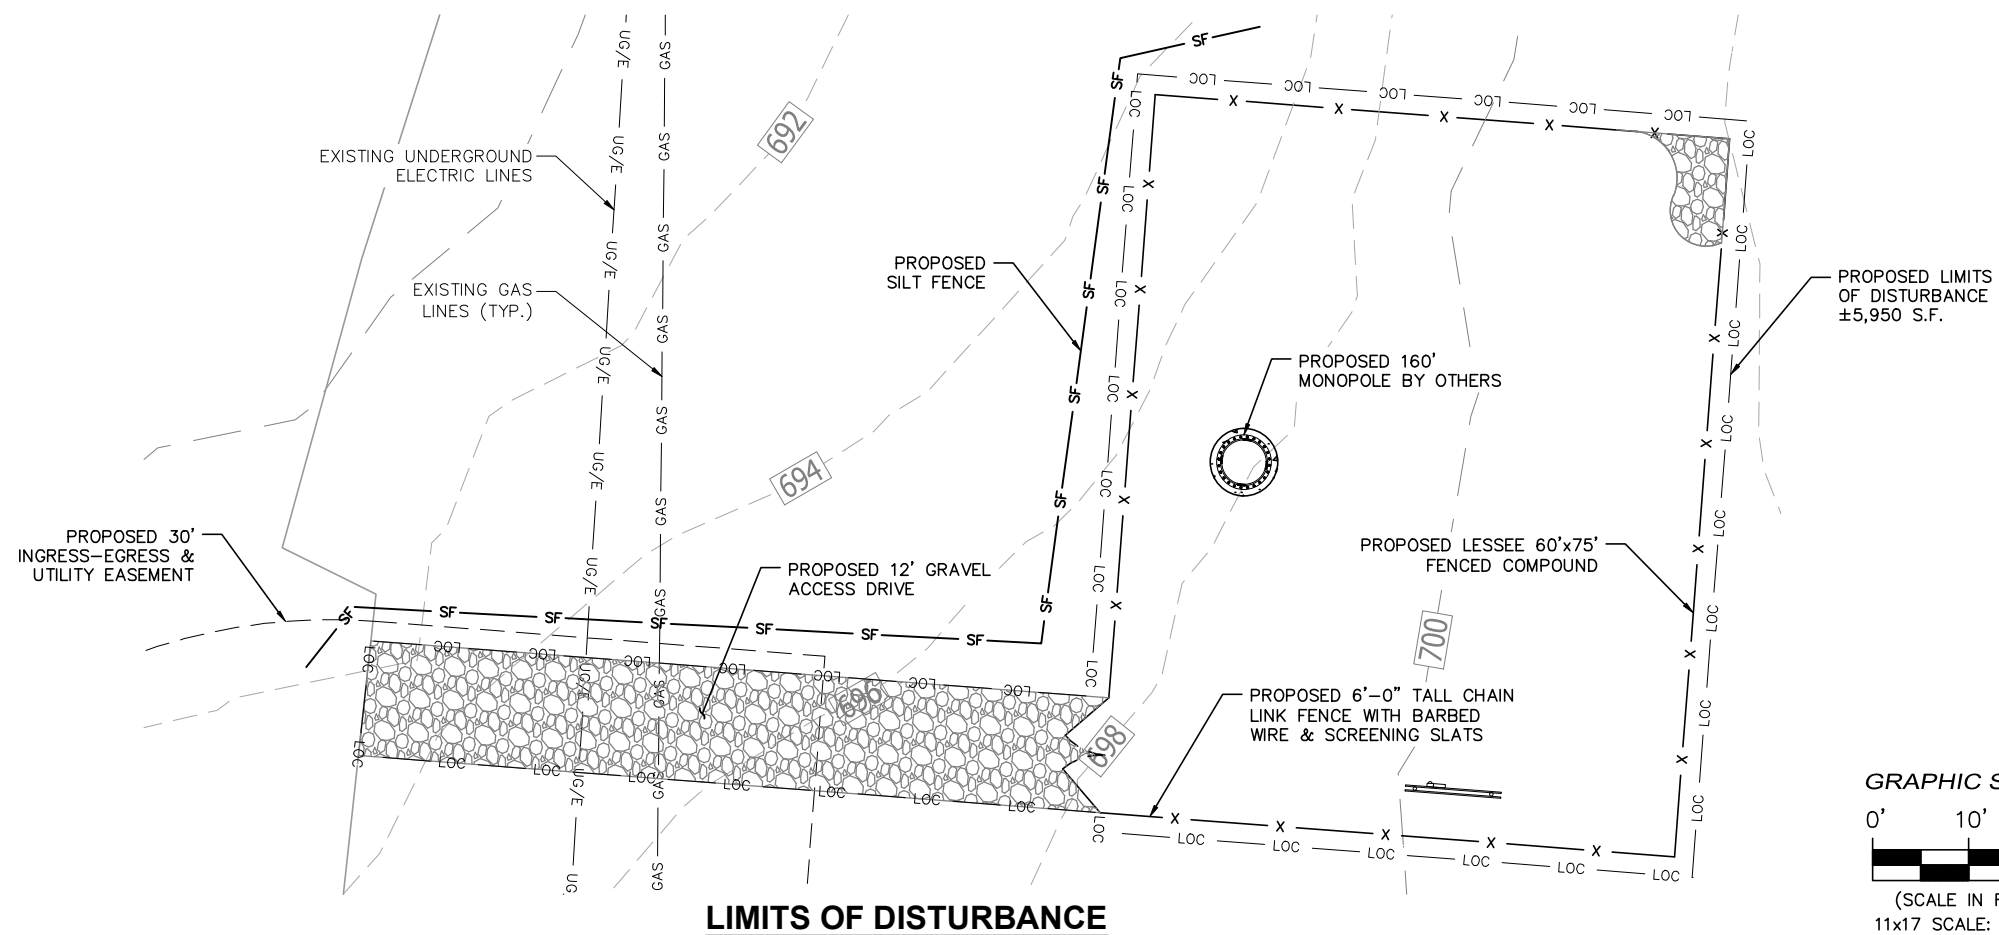 SF
692
EXISTING UNDERGROUND
ELECTRIC LINES
UG/E
GAS
LOC
X
PROPOSED
SILT FENCE
EXISTING GAS
LINES (TYP.)
PROPOSED LIMITS
OF DISTURBANCE
±5,950 S.F.
PROPOSED 160'
MONOPOLE BY OTHERS
694
PROPOSED 30'
INGRESS-EGRESS &
UTILITY EASEMENT
PROPOSED LESSEE 60'x75'
FENCED COMPOUND
PROPOSED 12' GRAVEL
ACCESS DRIVE
700
696
698
PROPOSED 6'-0" TALL CHAIN
LINK FENCE WITH BARBED
WIRE & SCREENING SLATS
GRAPHIC S
0' 10'
(SCALE IN F
11x17 SCALE:
LIMITS OF DISTURBANCE